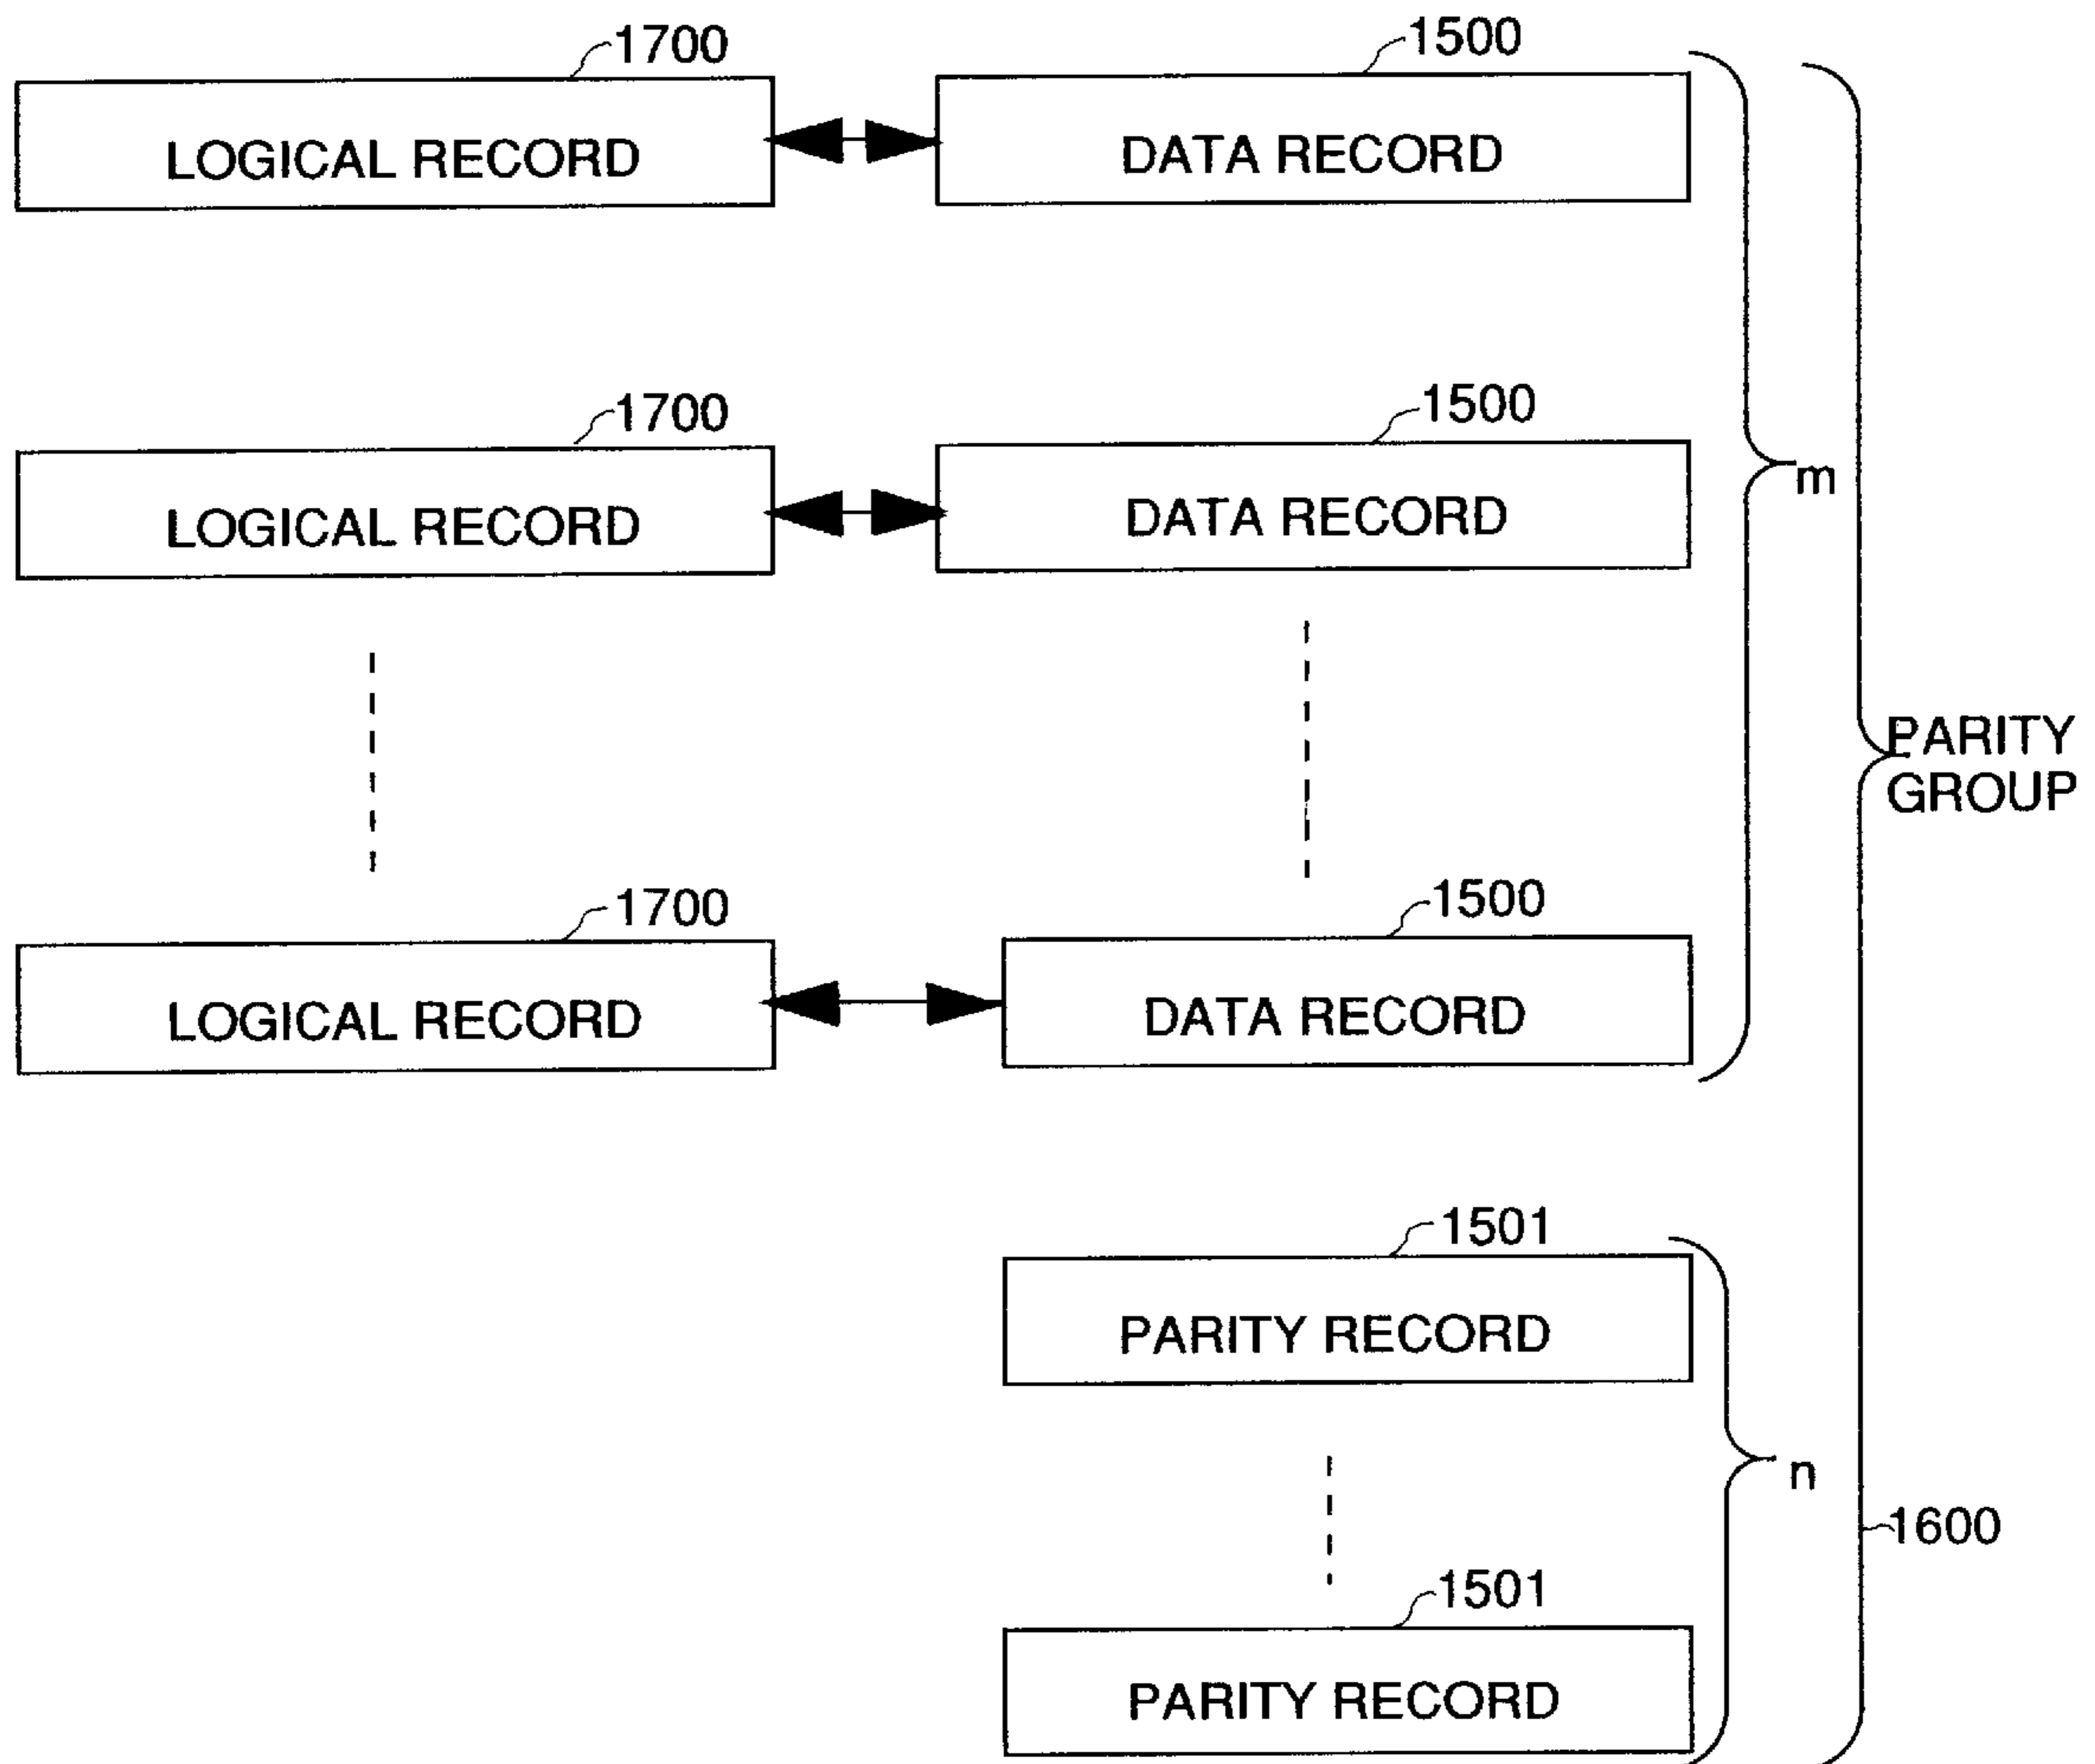 1700
1500
LOGICAL RECORD
DATA RECORD
1700
1500
m
LOGICAL RECORD
DATA RECORD
PARITY
GROUP
1700
1500
LOGICAL RECORD
DATA RECORD
1501
PARITY RECORD
n
1600
1501
PARITY RECORD